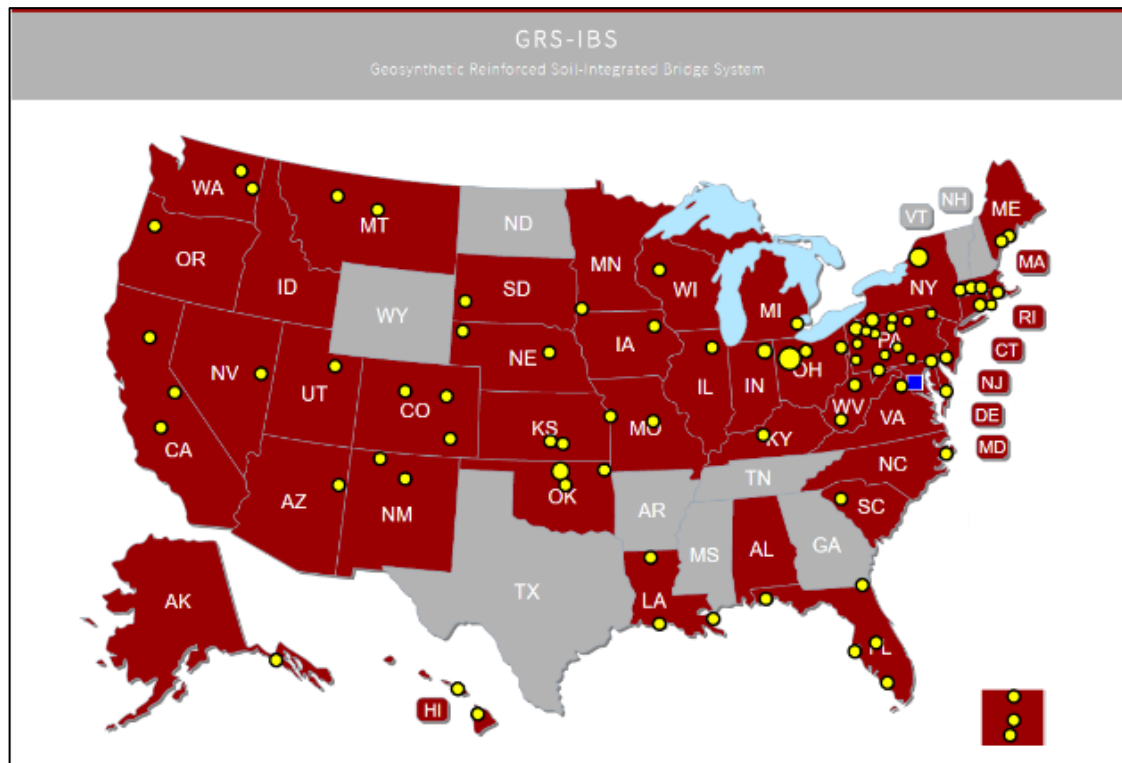 GRS-IBS
Geosynthetic Reinforced Soil-Integrated Bridge System
WA
MT
ND
MN
VT
NH
ME
OR
ID
SD
WI
MI
NY
MA
WY
RI
NE
IA
PA
CT
NV
UT
CO
IL
IN
OH
NJ
CA
KS
MO
WV
VA
DE
KY
MD
AZ
NM
OK
TN
NC
AR
SC
MS
AL
GA
TX
LA
AK
FL
HI